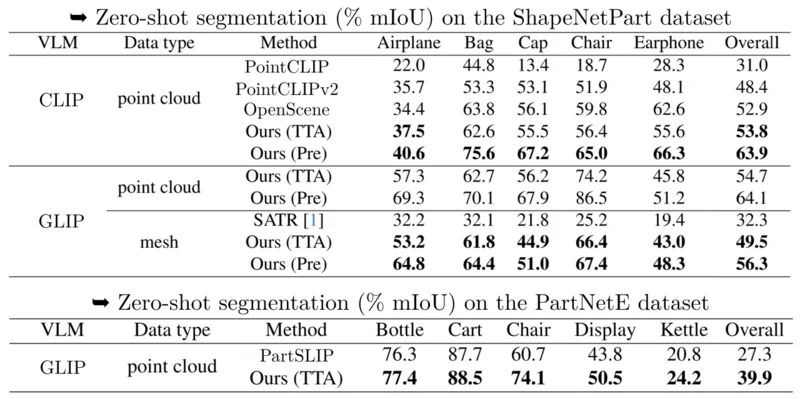 ➥ Zero-shot segmentation (% mIoU) on the ShapeNetPart dataset
VLM Data type Method Airplane Bag Cap Chair Earphone Overall
PointCLIP 22.0 44.8 13.4 18.7 28.3 31.0
PointCLIPv2 35.7 53.3 53.1 51.9 48.1 48.4
CLIP point cloud OpenScene 34.4 63.8 56.1 59.8 62.6 52.9
Ours (TTA) 37.5 62.6 55.5 56.4 55.6 53.8
Ours (Pre) 40.6 75.6 67.2 65.0 66.3 63.9
point cloud Ours (TTA) 57.3 62.7 56.2 74.2 45.8 54.7
Ours (Pre) 69.3 70.1 67.9 86.5 51.2 64.1
GLIP SATR [1] 32.2 32.1 21.8 25.2 19.4 32.3
mesh Ours (TTA) 53.2 61.8 44.9 66.4 43.0 49.5
Ours (Pre) 64.8 64.4 51.0 67.4 48.3 56.3
➥ Zero-shot segmentation (% mIoU) on the PartNetE dataset
VLM Data type Method Bottle Cart Chair Display Kettle Overall
GLIP point cloud PartSLIP 76.3 87.7 60.7 43.8 20.8 27.3
Ours (TTA) 77.4 88.5 74.1 50.5 24.2 39.9